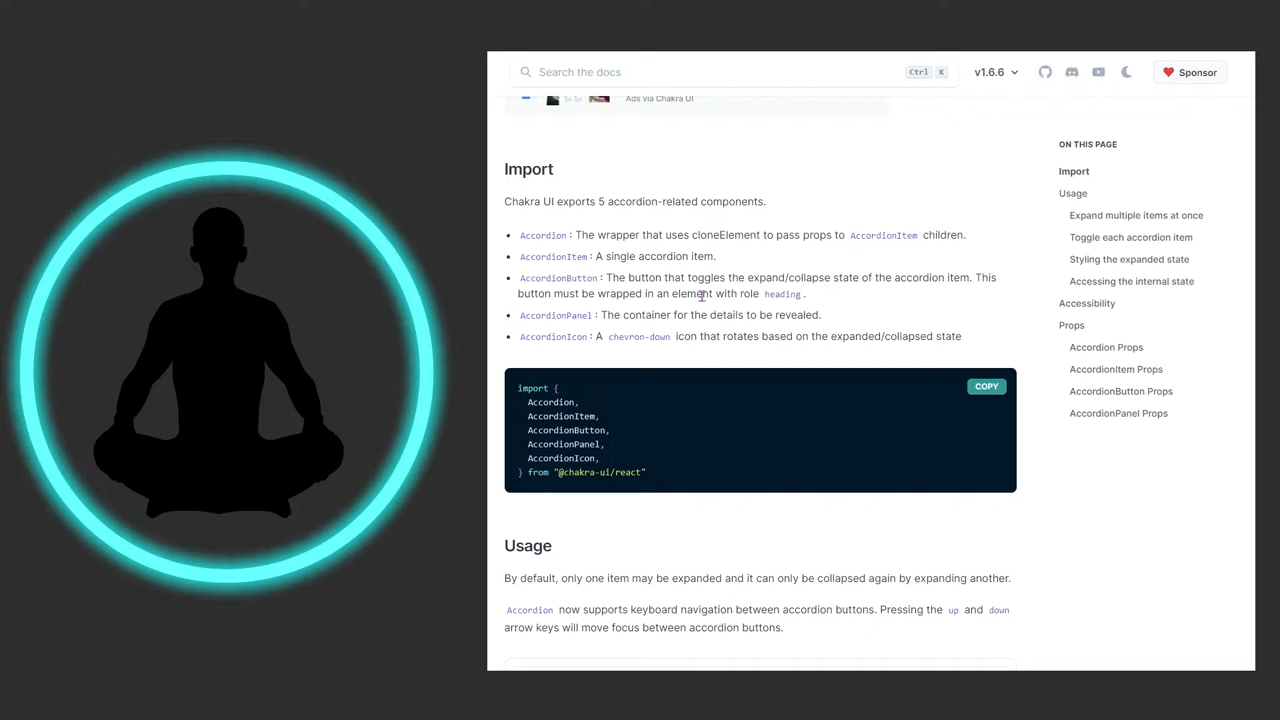 Search the docs
Ctrl K
v1.6.6
Sponsor
Ads via Chakra UI
Import
Chakra UI exports 5 accordion-related components.
Accordion : The wrapper that uses cloneElement to pass props to AccordionItem children.
AccordionItem : A single accordion item.
AccordionButton : The button that toggles the expand/collapse state of the accordion item. This
button must be wrapped in an element with role heading .
AccordionPanel : The container for the details to be revealed.
AccordionIcon : A chevron-down icon that rotates based on the expanded/collapsed state
COPY
import {
Accordion,
AccordionItem,
AccordionButton,
AccordionPanel,
AccordionIcon,
} from "@chakra-ui/react"
Usage
By default, only one item may be expanded and it can only be collapsed again by expanding another.
Accordion now supports keyboard navigation between accordion buttons. Pressing the up and down
arrow keys will move focus between accordion buttons.
ON THIS PAGE
Import
Usage
Expand multiple items at once
Toggle each accordion item
Styling the expanded state
Accessing the internal state
Accessibility
Props
Accordion Props
AccordionItem Props
AccordionButton Props
AccordionPanel Props